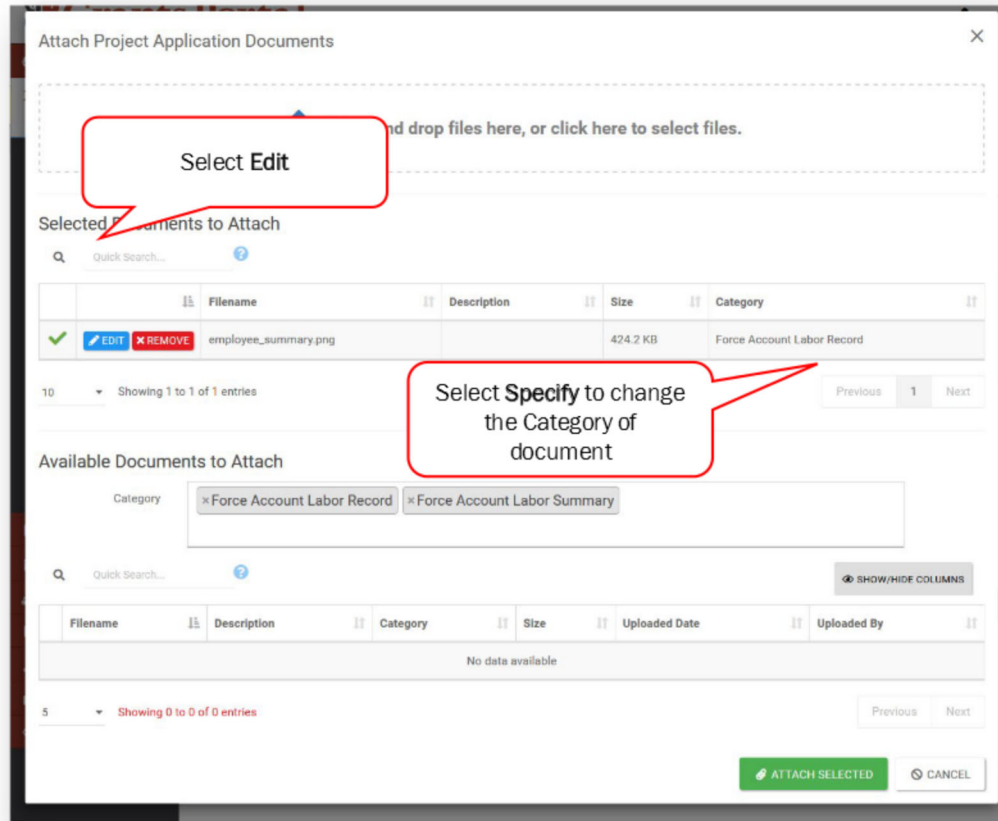 Attach Project Application Documents
drop files here, or click here to select files.
Select Edit
Selected to Attach
Quick Search...
Filename Description Size Category
EDIT REMOVE employee_summary.png 424.2 KB Force Account Labor Record
10 Showing 1 to 1 of 1 entries Previous 1 Next
Select Specify to change
the Category of
document
Available Documents to Attach
Category ×Force Account Labor Record ×Force Account Labor Summary
Quick Search...
SHOW/HIDE COLUMNS
Filename Description Category Size Uploaded Date Uploaded By
No data available
5 Showing 0 to 0 of 0 entries Previous Next
ATTACH SELECTED CANCEL